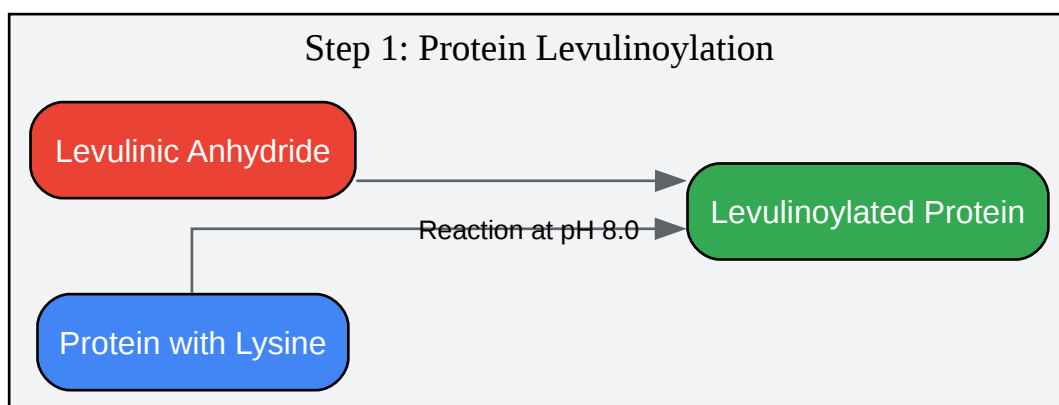 Step 1: Protein Levulinoylation
Levulinic Anhydride
Levulinoylated Protein
Reaction at pH 8.0
Protein with Lysine